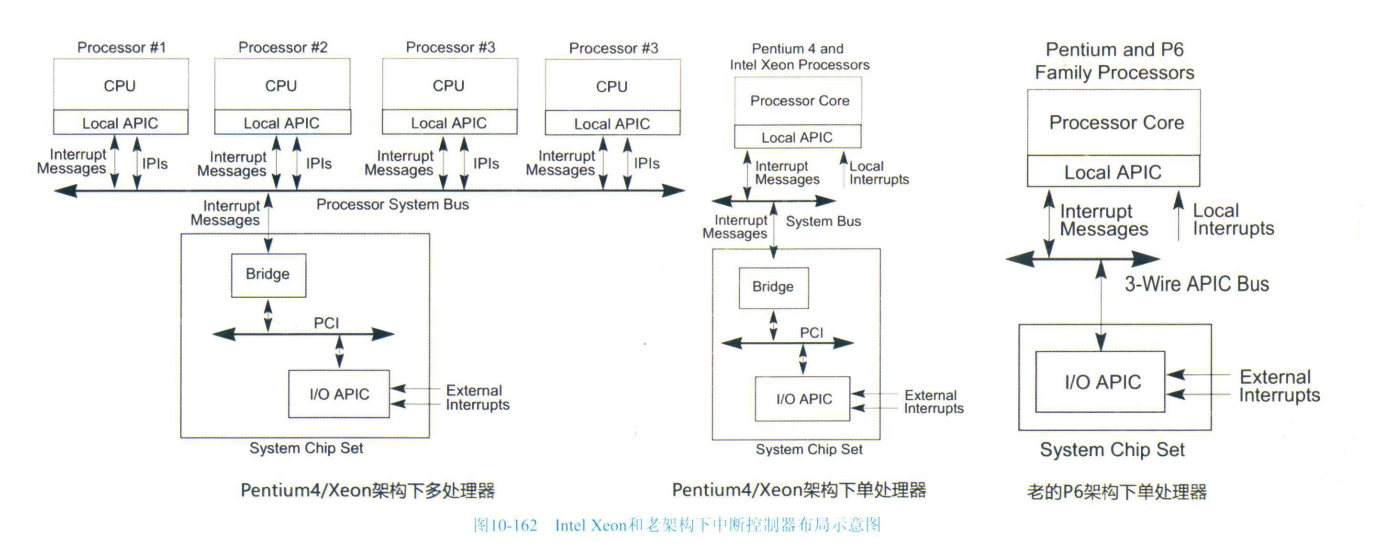 Processor #1
Processor #2
Processor #3
Processor #3
CPU
CPU
CPU
CPU
Local APIC
Local APIC
Local APIC
Local APIC
Interrupt
Messages
IPIs
Interrupt
Messages
IPIs
Interrupt
Messages
IPIs
Interrupt
Messages
IPIs
Processor System Bus
Interrupt
Messages
Bridge
PCI
I/O APIC
External
Interrupts
System Chip Set
Pentium4/Xeon架构下多处理器
Pentium 4 and
Intel Xeon Processors
Processor Core
Local APIC
Interrupt
Messages
Local
Interrupts
Interrupt
Messages
System Bus
Bridge
PCI
I/O APIC
External
Interrupts
System Chip Set
Pentium4/Xeon架构下单处理器
Pentium and P6
Family Processors
Processor Core
Local APIC
Interrupt
Messages
Local
Interrupts
3-Wire APIC Bus
I/O APIC
External
Interrupts
System Chip Set
老的P6架构下单处理器
图10-162 Intel Xeon和老架构下中断控制器布局示意图